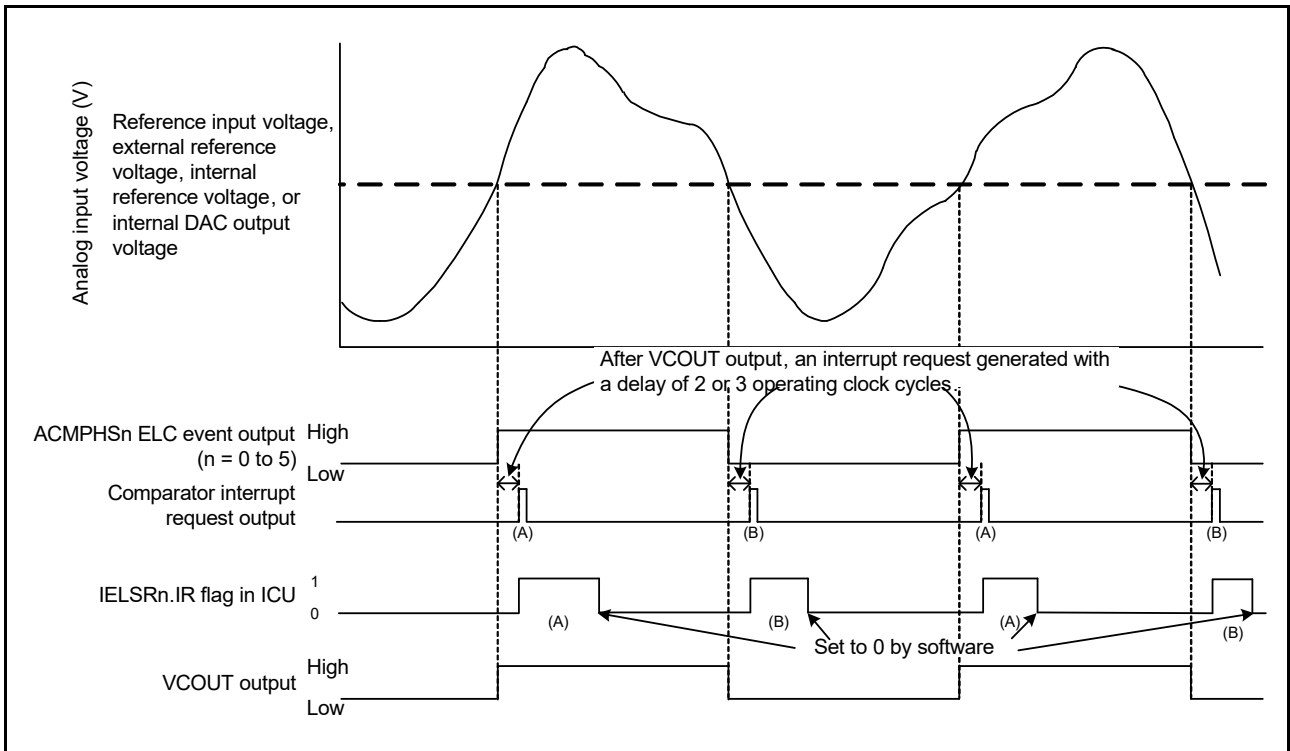 Analog input voltage (V)
Reference input voltage,
external reference
voltage, internal
reference voltage, or
internal DAC output
voltage
After VCOUT output, an interrupt request generated with
a delay of 2 or 3 operating clock cycles.
ACMPHSn ELC event output
(n = 0 to 5)
High
Low
Comparator interrupt
request output
(A)
(B)
(A)
(B)
IELSRn.IR flag in ICU
1
0
(A)
(B)
(A)
(B)
Set to 0 by software
VCOUT output
High
Low